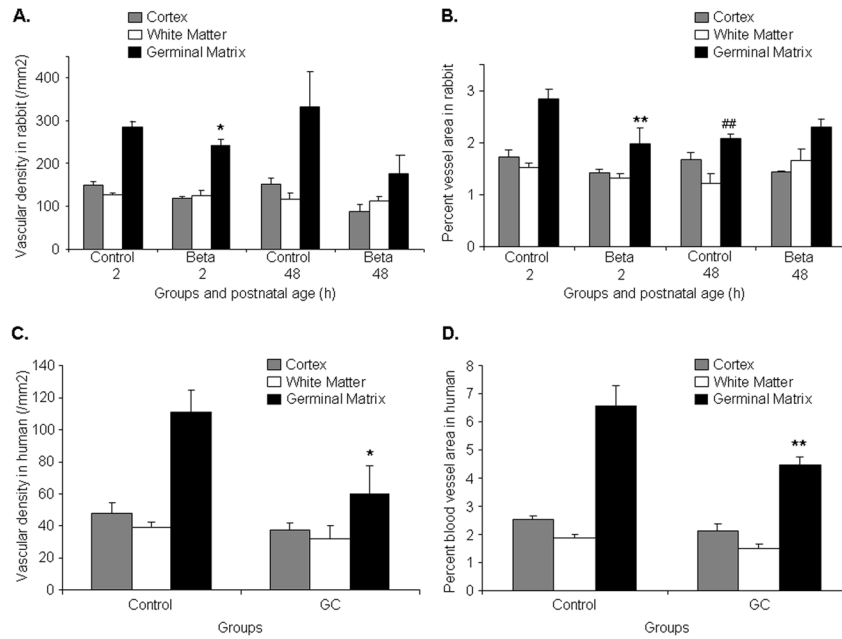 A.
Cortex
White Matter
Germinal Matrix
Vascular density in rabbit (/mm2)
400
300
200
100
0
*
Control Beta Control Beta
2 2 48 48
Groups and postnatal age (h)
B.
Cortex
White Matter
Germinal Matrix
Percent vessel area in rabbit
3
2
1
0
** ##
Control Beta Control Beta
2 2 48 48
Groups and postnatal age (h)
C.
Cortex
White Matter
Germinal Matrix
Vascular density in human (/mm2)
140
120
100
80
60
40
20
0
*
Control GC
Groups
D.
Cortex
White Matter
Germinal Matrix
Percent blood vessel area in human
8
7
6
5
4
3
2
1
0
**
Control GC
Groups